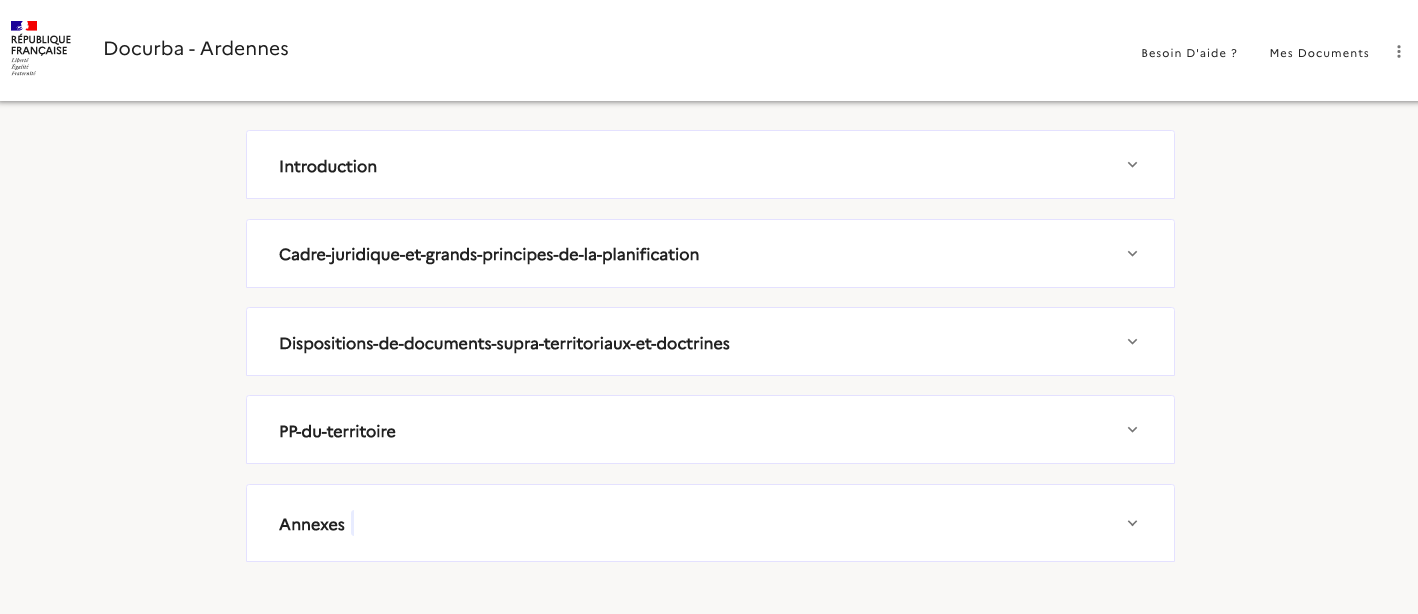 RÉPUBLIQUE
FRANÇAISE
Liberté
Égalité
Fraternité
Docurba - Ardennes
Besoin D'aide ?
Mes Documents
Introduction
Cadre-juridique-et-grands-principes-de-la-planification
Dispositions-de-documents-supra-territoriaux-et-doctrines
PP-du-territoire
Annexes